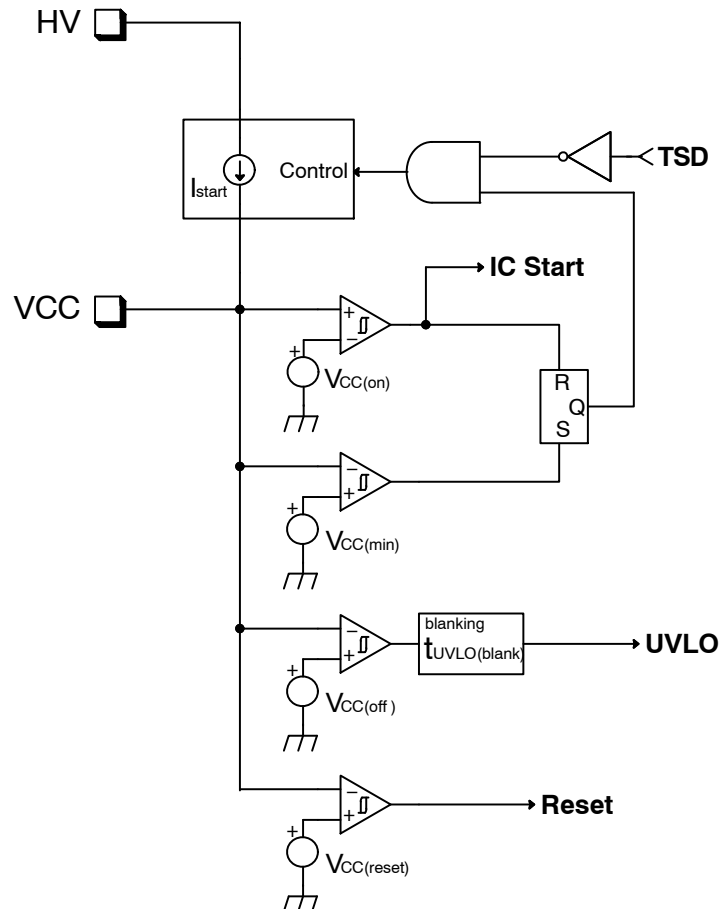 HV
TSD
Control
Istart
IC Start
VCC
+
−
+
VCC(on)
R
Q
S
−
+
+
VCC(min)
blanking
tUVLO(blank)
UVLO
−
+
+
VCC(off)
−
+
Reset
+
VCC(reset)